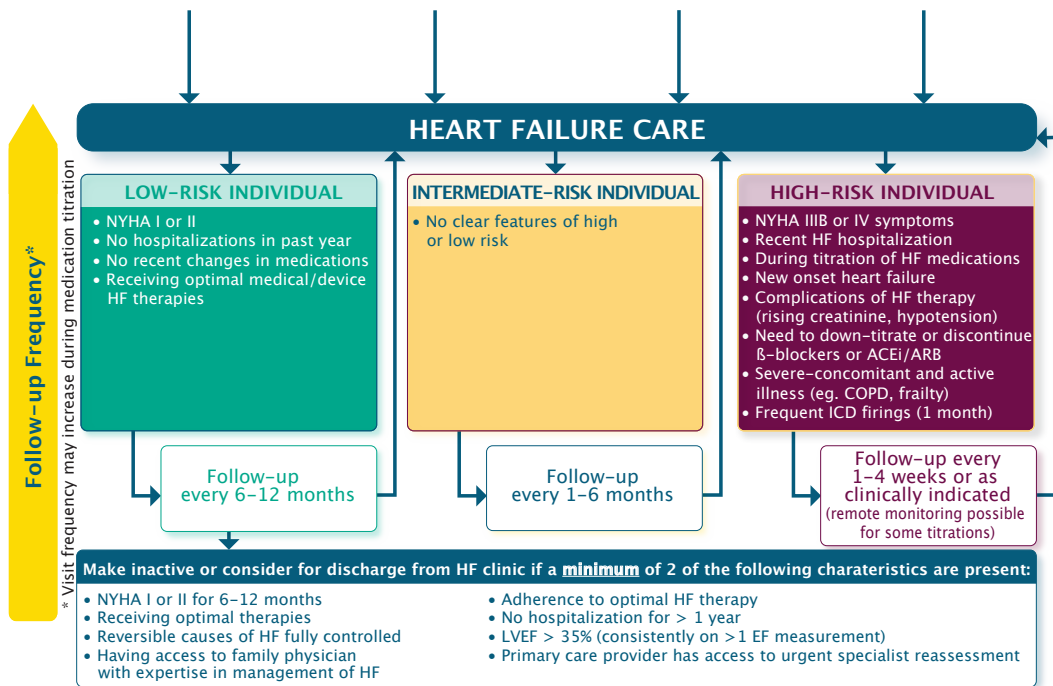 HEART FAILURE CARE
Follow-up Frequency*
* Visit frequency may increase during medication titration
LOW-RISK INDIVIDUAL
• NYHA I or II
• No hospitalizations in past year
• No recent changes in medications
• Receiving optimal medical/device
HF therapies
Follow-up
every 6-12 months
INTERMEDIATE-RISK INDIVIDUAL
• No clear features of high
or low risk
Follow-up
every 1-6 months
HIGH-RISK INDIVIDUAL
• NYHA IIIB or IV symptoms
• Recent HF hospitalization
• During titration of HF medications
• New onset heart failure
• Complications of HF therapy
(rising creatinine, hypotension)
• Need to down-titrate or discontinue
ß-blockers or ACEi/ARB
• Severe-concomitant and active
illness (eg. COPD, frailty)
• Frequent ICD firings (1 month)
Follow-up every
1-4 weeks or as
clinically indicated
(remote monitoring possible
for some titrations)
Make inactive or consider for discharge from HF clinic if a minimum of 2 of the following charateristics are present:
• NYHA I or II for 6-12 months
• Receiving optimal therapies
• Reversible causes of HF fully controlled
• Having access to family physician
with expertise in management of HF
• Adherence to optimal HF therapy
• No hospitalization for > 1 year
• LVEF > 35% (consistently on >1 EF measurement)
• Primary care provider has access to urgent specialist reassessment